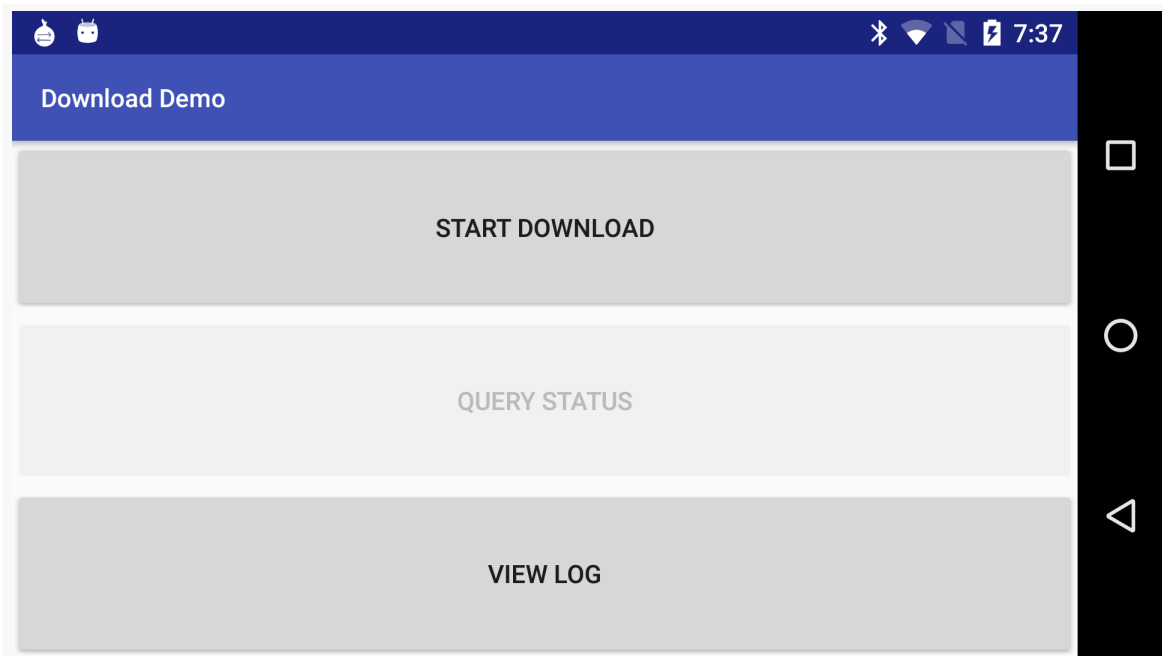 7:37
Download Demo
START DOWNLOAD
QUERY STATUS
VIEW LOG